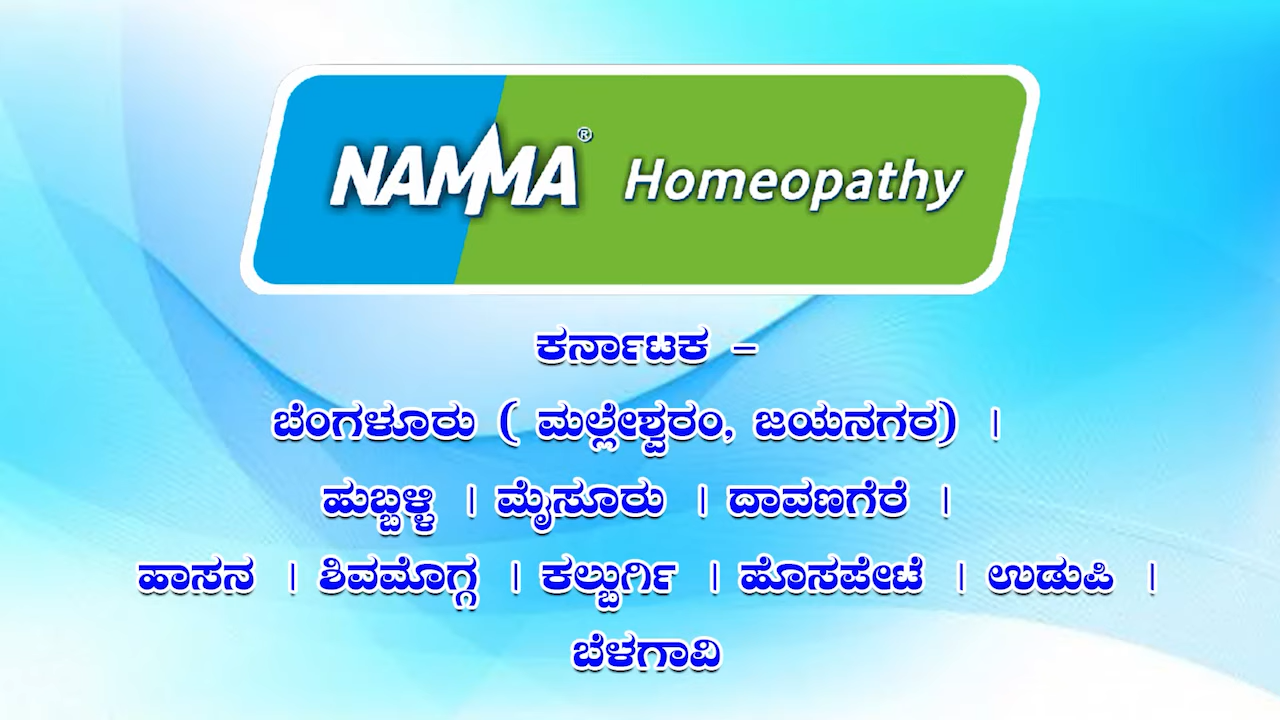 NAMMA® Homeopathy
ಕರ್ನಾಟಕ –
ಬೆಂಗಳೂರು ( ಮಲ್ಲೇಶ್ವರಂ, ಜಯನಗರ) |
ಹುಬ್ಬಳ್ಳಿ | ಮೈಸೂರು | ದಾವಣಗೆರೆ |
ಹಾಸನ | ಶಿವಮೊಗ್ಗ | ಕಲ್ಬುರ್ಗಿ | ಹೊಸಪೇಟೆ | ಉಡುಪಿ |
ಬೆಳಗಾವಿ